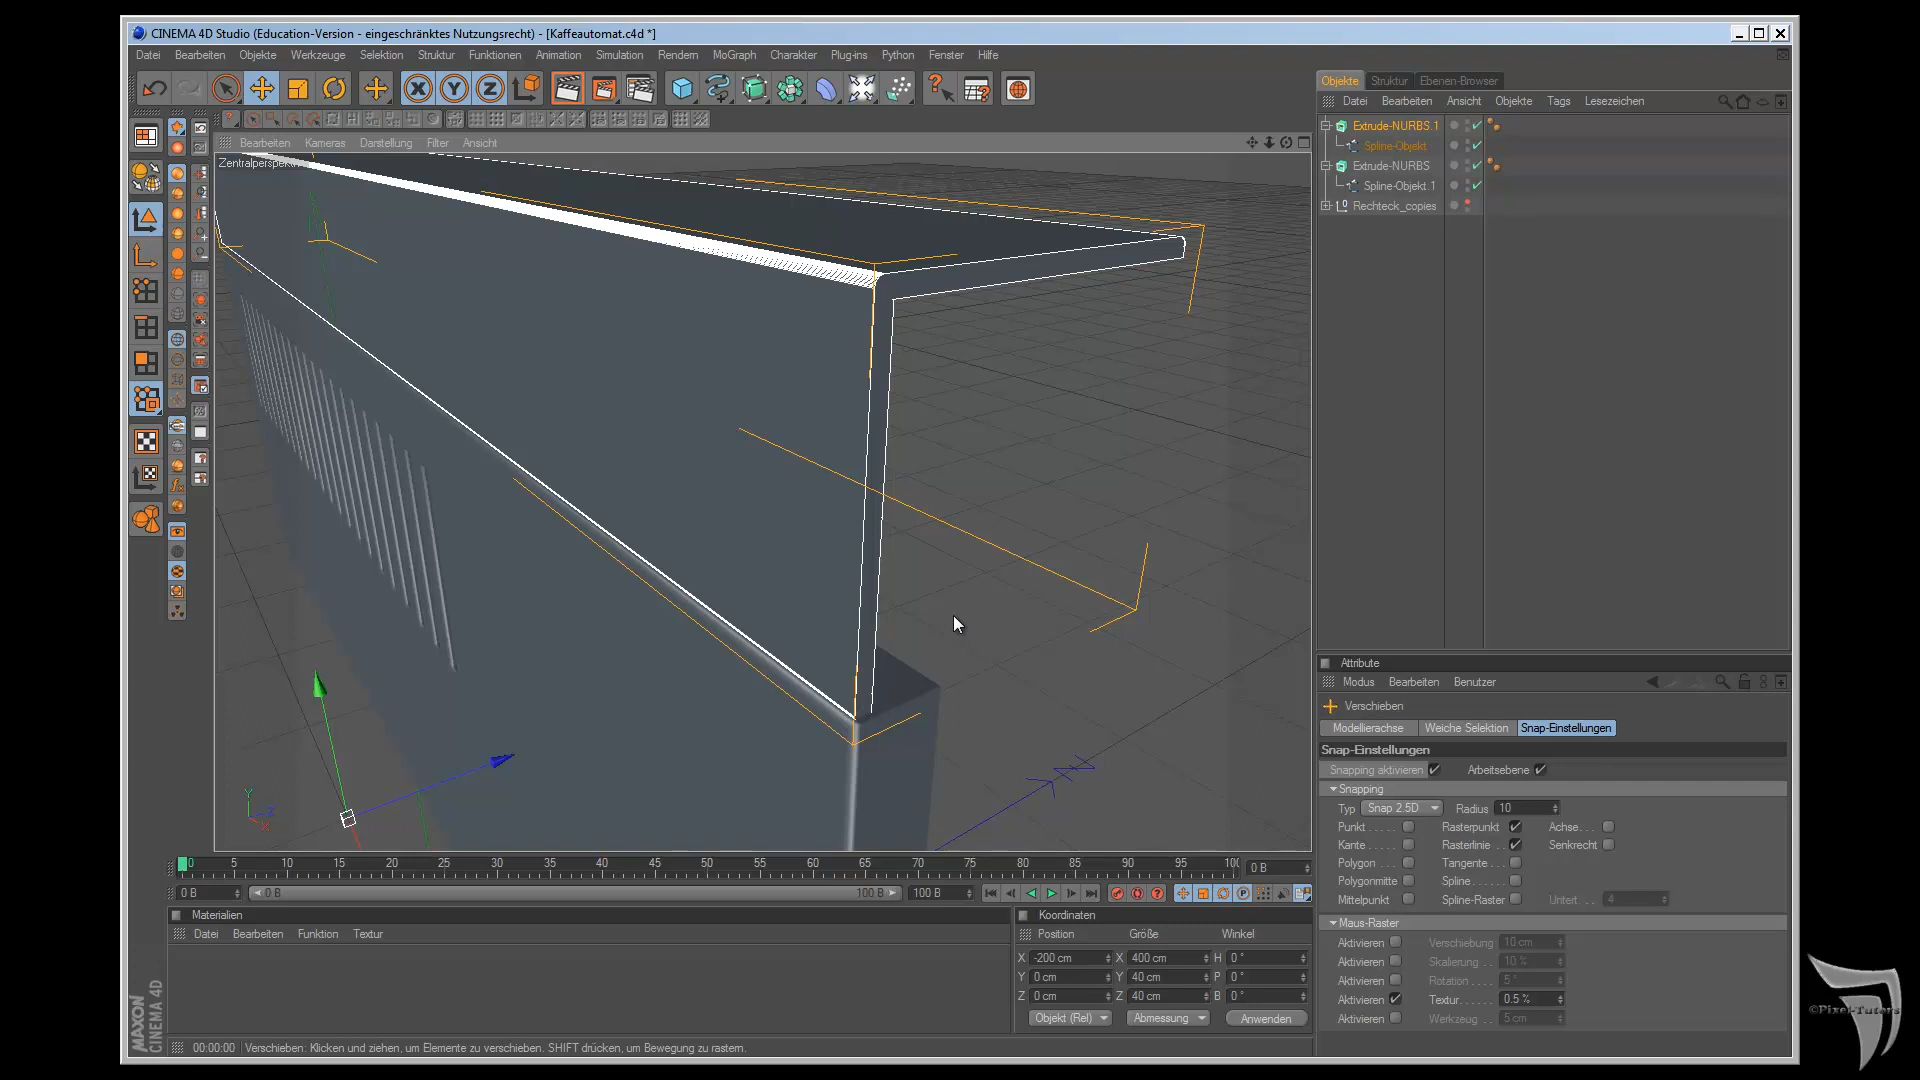 CINEMA 4D Studio (Education-Version - eingeschränktes Nutzungsrecht) - [Kaffeautomat.c4d *]
Datei Bearbeiten Objekte Werkzeuge Selektion Struktur Funktionen Animation Simulation Rendern MoGraph Charakter Plug-ins Python Fenster Hilfe
Objekte Struktur Ebenen-Browser
Datei Bearbeiten Ansicht Objekte Tags Lesezeichen
Extrude-NURBS.1
Spline-Objekt
Extrude-NURBS
Spline-Objekt.1
Rechteck_copies
Bearbeiten Kameras Darstellung Filter Ansicht
X Y Z
Attribute
Modus Bearbeiten Benutzer
Verschieben
Modellierachse Weiche Selektion Snap-Einstellungen
Snap-Einstellungen
Snapping aktivieren Arbeitsebene
Snapping
Typ Snap 2.5D Radius 10
Punkt Rasterpunkt Achse
Kante Rasterlinie Senkrecht
Polygon Tangente
Polygonmitte Spline
Mittelpunkt Spline-Raster Untert. 4
Maus-Raster
Aktivieren Verschiebung 10 cm
Aktivieren Skalierung 10 %
Aktivieren Rotation 5 °
Aktivieren Textur 0.5 %
Aktivieren Werkzeug 5 cm
0 5 10 15 20 25 30 35 40 45 50 55 60 65 70 75 80 85 90 95 100 0 B
0 B 0 B 100 B 100 B
Materialien
Datei Bearbeiten Funktion Textur
Koordinaten
Position Größe Winkel
X -200 cm X 400 cm H 0 °
Y 0 cm Y 40 cm P 0 °
Z 0 cm Z 40 cm B 0 °
Objekt (Rel) Abmessung Anwenden
MAXON
CINEMA 4D
00:00:00 Verschieben: Klicken und ziehen, um Elemente zu verschieben. SHIFT drücken, um Bewegung zu rastern.